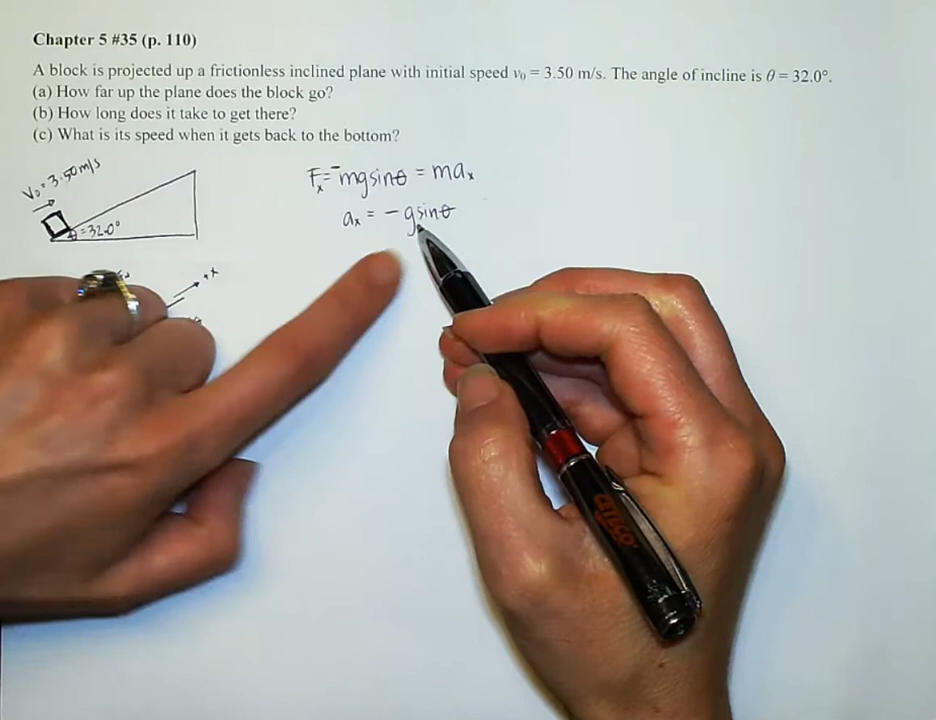 Chapter 5 #35 (p. 110)
A block is projected up a frictionless inclined plane with initial speed v₀ = 3.50 m/s. The angle of incline is θ = 32.0°.
(a) How far up the plane does the block go?
(b) How long does it take to get there?
(c) What is its speed when it gets back to the bottom?
V₀ = 3.50 m/s
θ = 32.0°
Fₓ = -mgsinθ = maₓ
aₓ = - gsinθ
+x